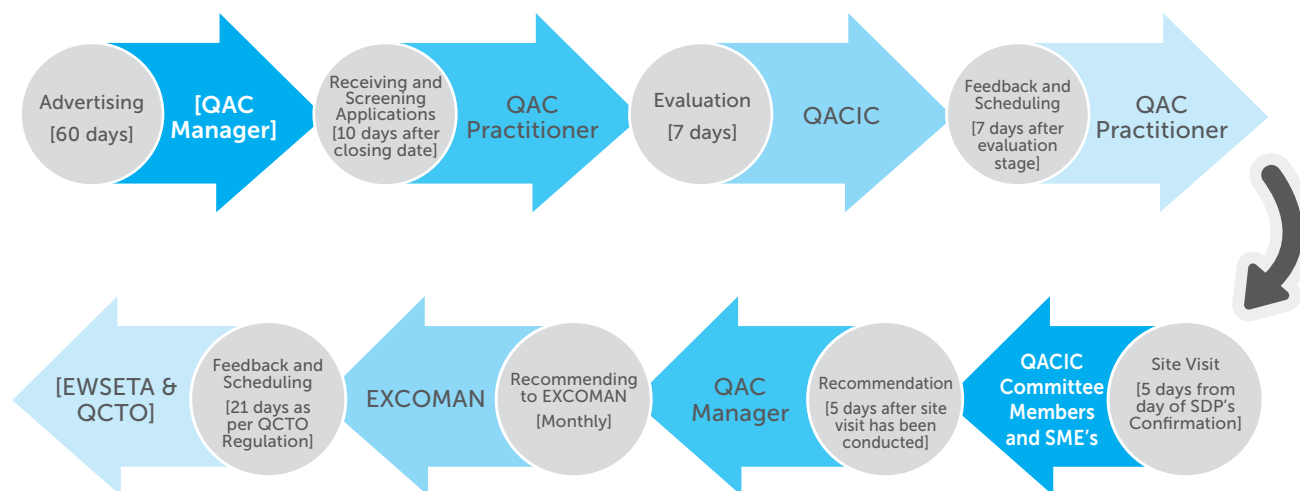 Advertising
[60 days]
[QAC
Manager]
Receiving and
Screening
Applications
[10 days after
closing date]
QAC
Practitioner
Evaluation
[7 days]
QACIC
Feedback and
Scheduling
[7 days after
evaluation
stage]
QAC
Practitioner
Site Visit
[5 days from
day of SDP's
Confirmation]
QACIC
Committee
Members
and SME's
Recommendation
[5 days after site
visit has been
conducted]
QAC
Manager
Recommending
to EXCOMAN
[Monthly]
EXCOMAN
Feedback and
Scheduling
[21 days as
per QCTO
Regulation]
[EWSETA &
QCTO]